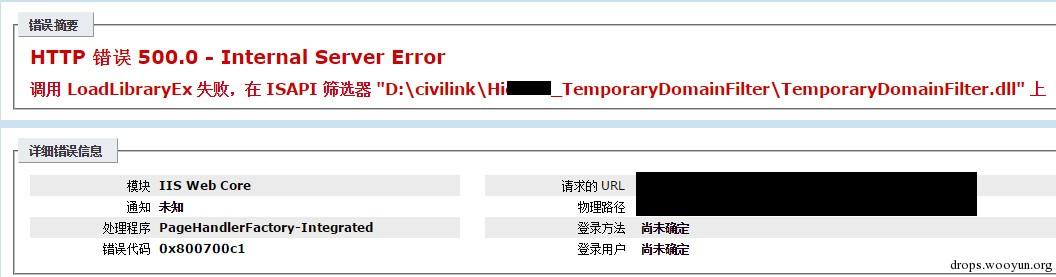 错误摘要
HTTP 错误 500.0 - Internal Server Error
调用 LoadLibraryEx 失败，在 ISAPI 筛选器 "D:\civilink\Hi _TemporaryDomainFilter\TemporaryDomainFilter.dll" 上
详细错误信息
模块 IIS Web Core
请求的 URL
通知 未知
物理路径
处理程序 PageHandlerFactory-Integrated
登录方法 尚未确定
错误代码 0x800700c1
登录用户 尚未确定
drops.wooyun.org